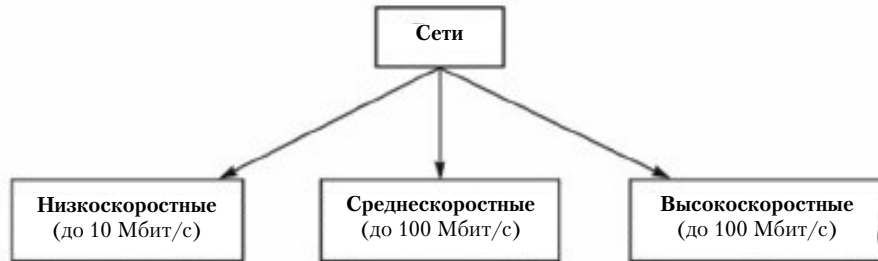 Сети
Низкоскоростные
(до 10 Мбит/с)
Среднескоростные
(до 100 Мбит/с)
Высокоскоростные
(до 100 Мбит/с)